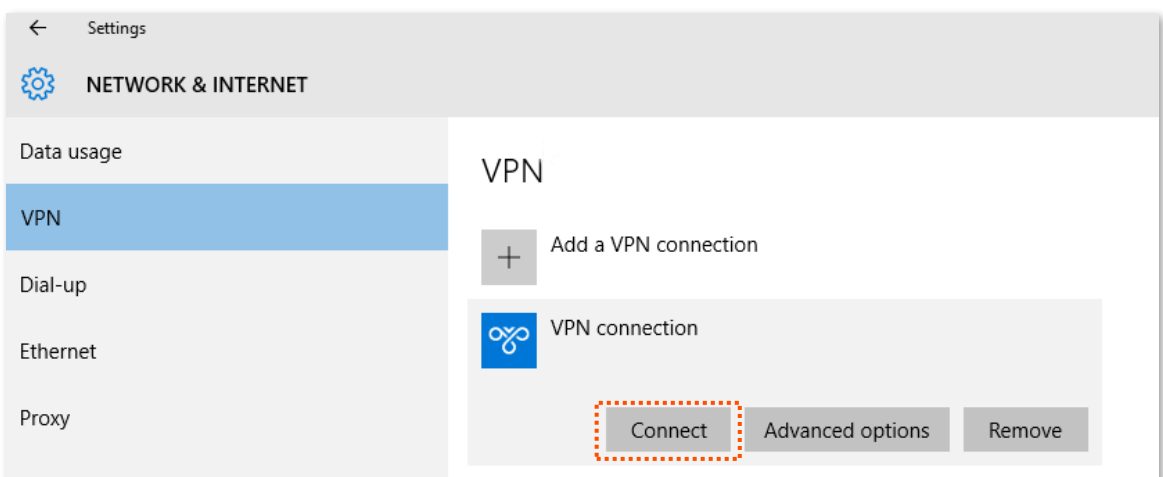 Settings
NETWORK & INTERNET
Data usage
VPN
Dial-up
Ethernet
Proxy
VPN
Add a VPN connection
VPN connection
Connect
Advanced options
Remove